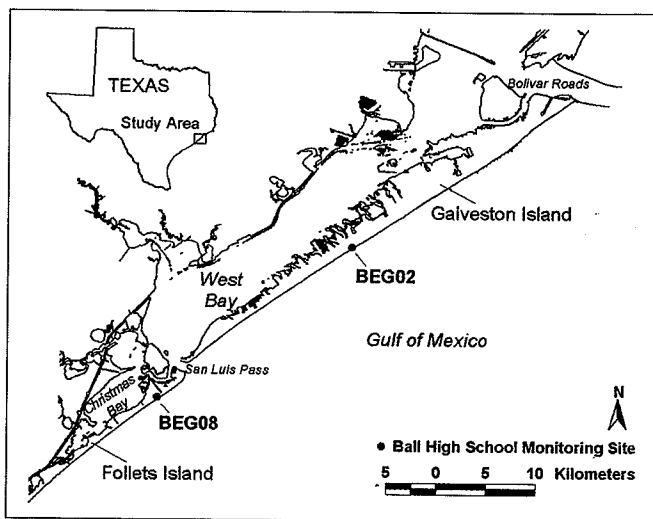 TEXAS
Study Area
Bolivar Roads
Galveston Island
BEG02
West
Bay
Gulf of Mexico
San Luis Pass
Christmas
Bay
BEG08
Follets Island
N
Ball High School Monitoring Site
5 0 5 10 Kilometers